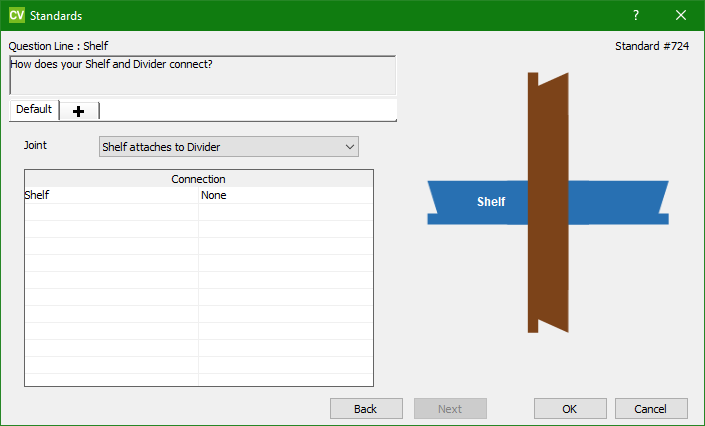 CV Standards
Question Line : Shelf
Standard #724
How does your Shelf and Divider connect?
Default
Joint
Shelf attaches to Divider
Connection
Shelf None
Shelf
Back Next OK Cancel